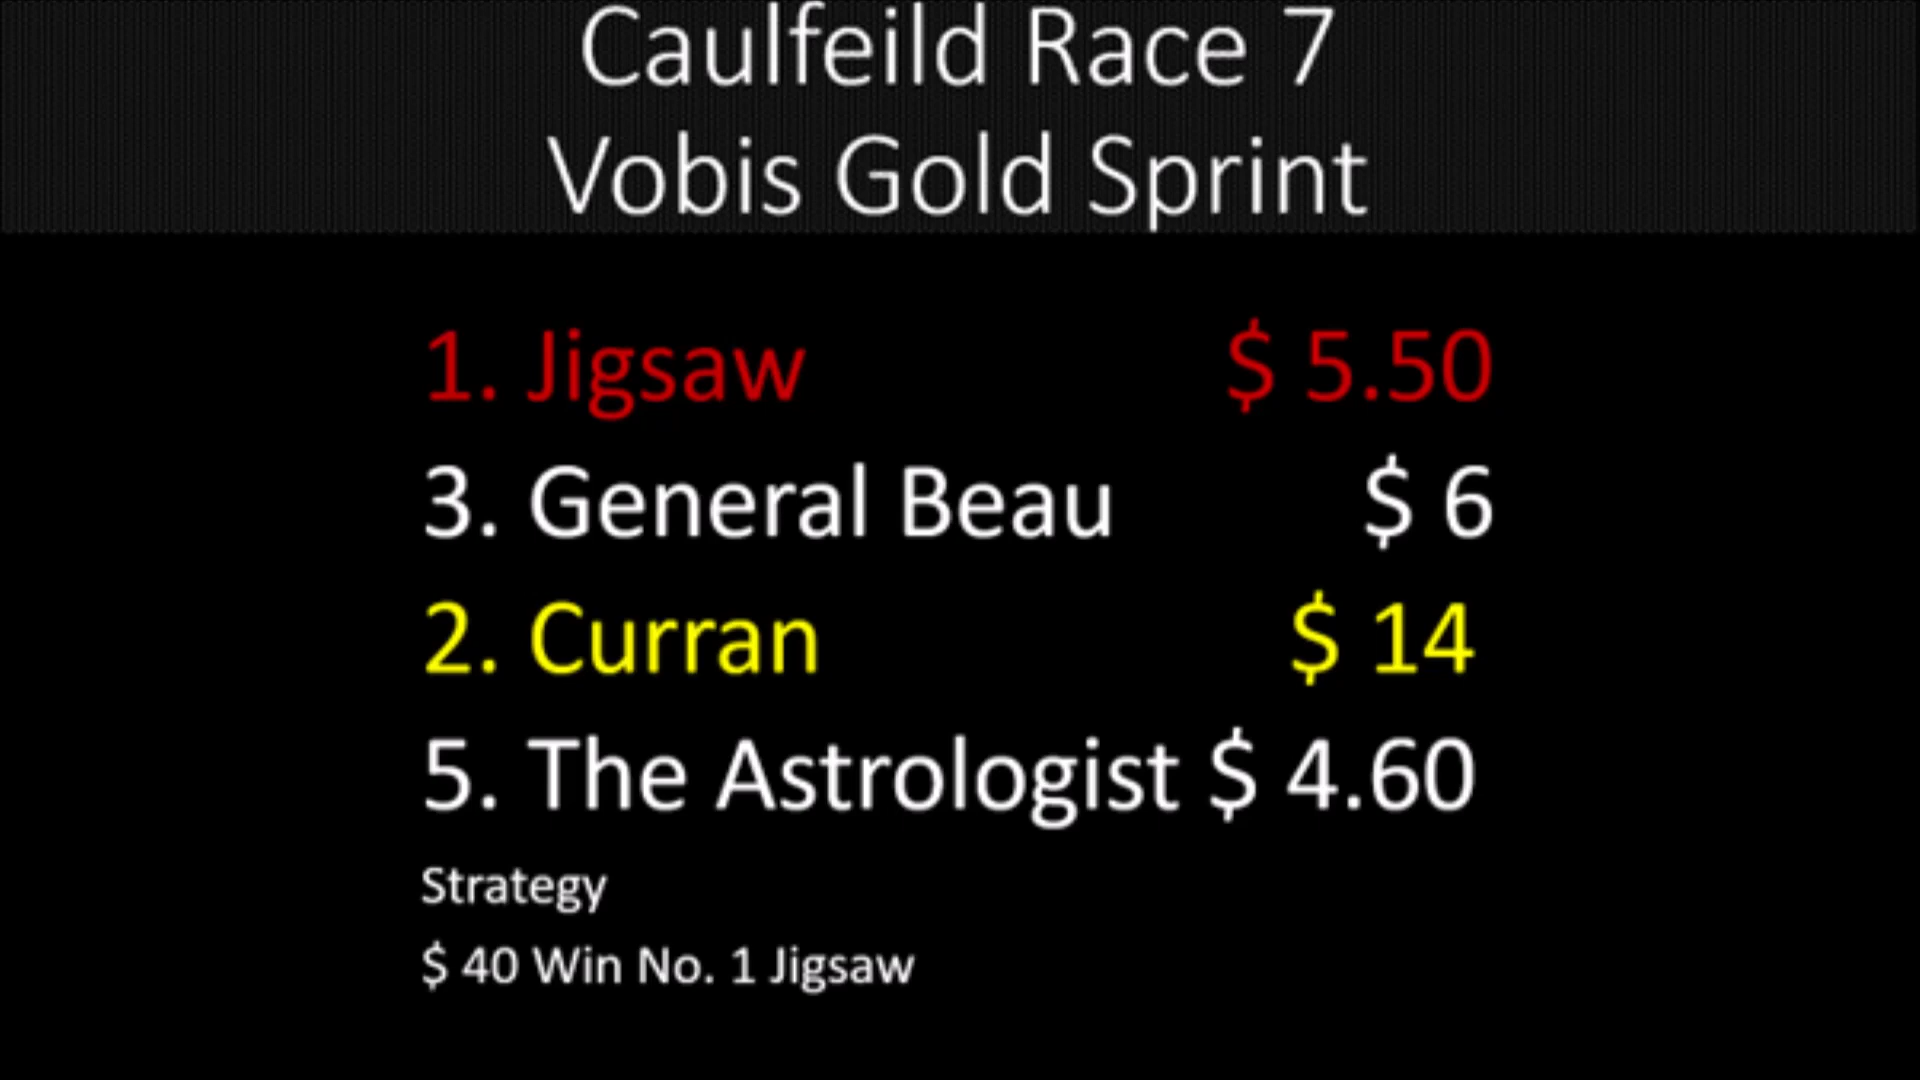 Caulfeild Race 7
Vobis Gold Sprint
1. Jigsaw $ 5.50
3. General Beau $ 6
2. Curran $ 14
5. The Astrologist $ 4.60
Strategy
$ 40 Win No. 1 Jigsaw